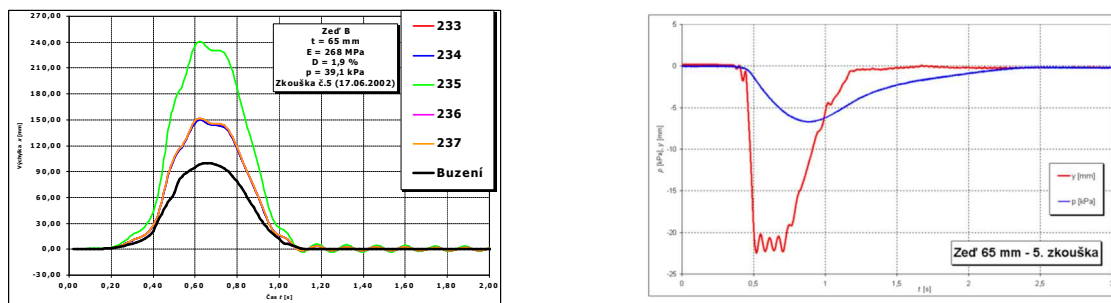 270,00
240,00
210,00
180,00
150,00
120,00
90,00
60,00
30,00
0,00
-30,00
Výchylka x [mm]
0,00 0,20 0,40 0,60 0,80 1,00 1,20 1,40 1,60 1,80 2,00
Čas t [s]
Zeď B
t = 65 mm
E = 268 MPa
D = 1,9 %
p = 39,1 kPa
Zkouška č.5 (17.06.2002)
233
234
235
236
237
Buzení
5
0
-5
-10
-15
-20
-25
p [kPa], y [mm]
0 0,5 1 1,5 2 2,5
t [s]
y [mm]
p [kPa]
Zeď 65 mm - 5. zkouška